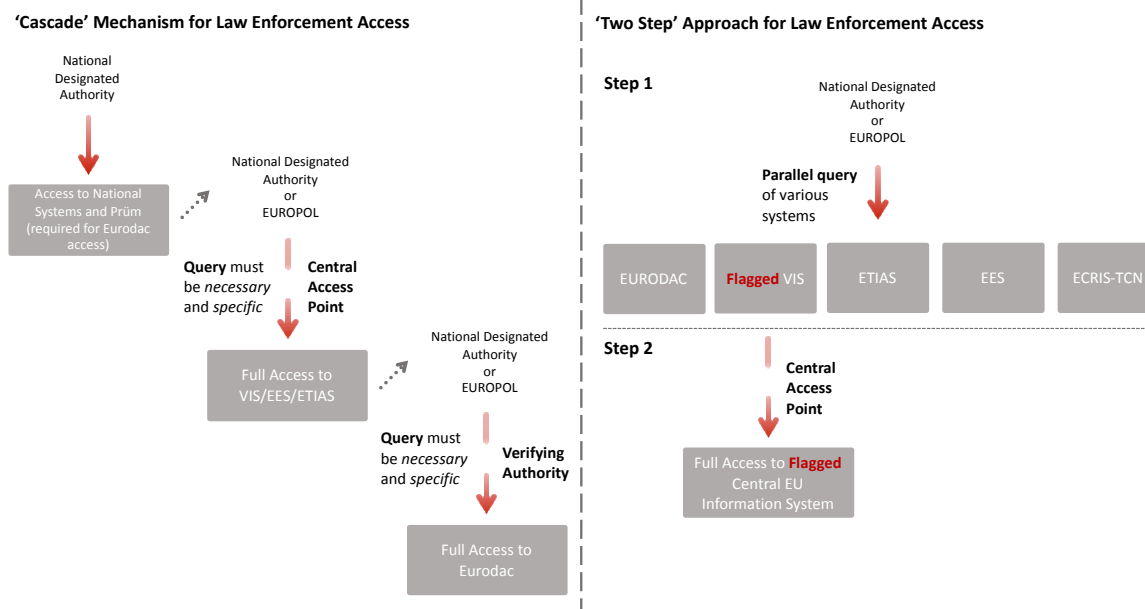 ‘Cascade’ Mechanism for Law Enforcement Access
National
Designated
Authority
Access to National
Systems and Prüm
(required for Eurodac
access)
National Designated
Authority
or
EUROPOL
Query must
be necessary
and specific
Central
Access
Point
Full Access to
VIS/EES/ETIAS
National Designated
Authority
or
EUROPOL
Query must
be necessary
and specific
Verifying
Authority
Full Access to
Eurodac
‘Two Step’ Approach for Law Enforcement Access
Step 1
National Designated
Authority
or
EUROPOL
Parallel query
of various
systems
EURODAC
Flagged VIS
ETIAS
EES
ECRIS-TCN
Step 2
Central
Access
Point
Full Access to Flagged
Central EU
Information System